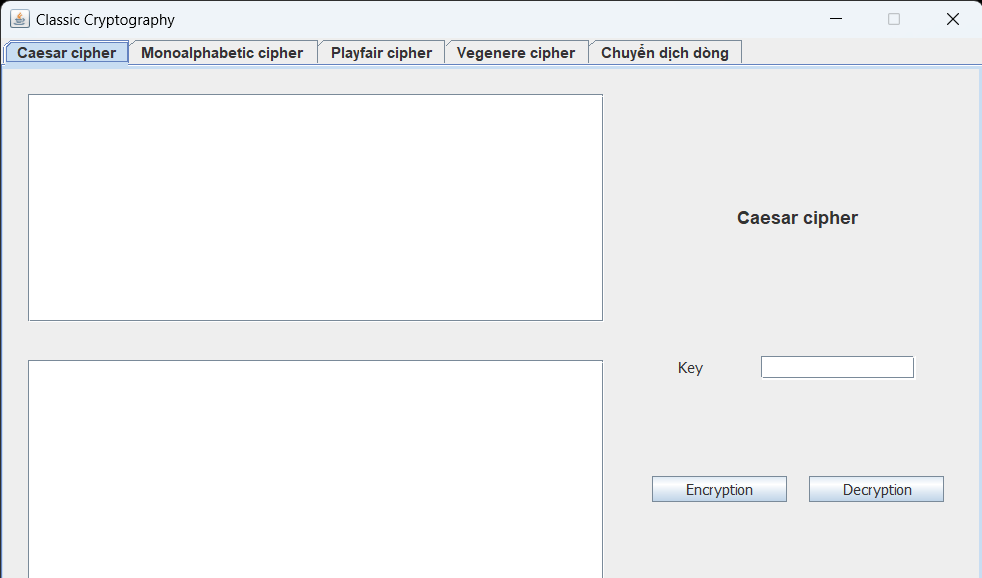 Classic Cryptography
Caesar cipher Monoalphabetic cipher Playfair cipher Vegenere cipher Chuyển dịch dòng
Caesar cipher
Key
Encryption Decryption